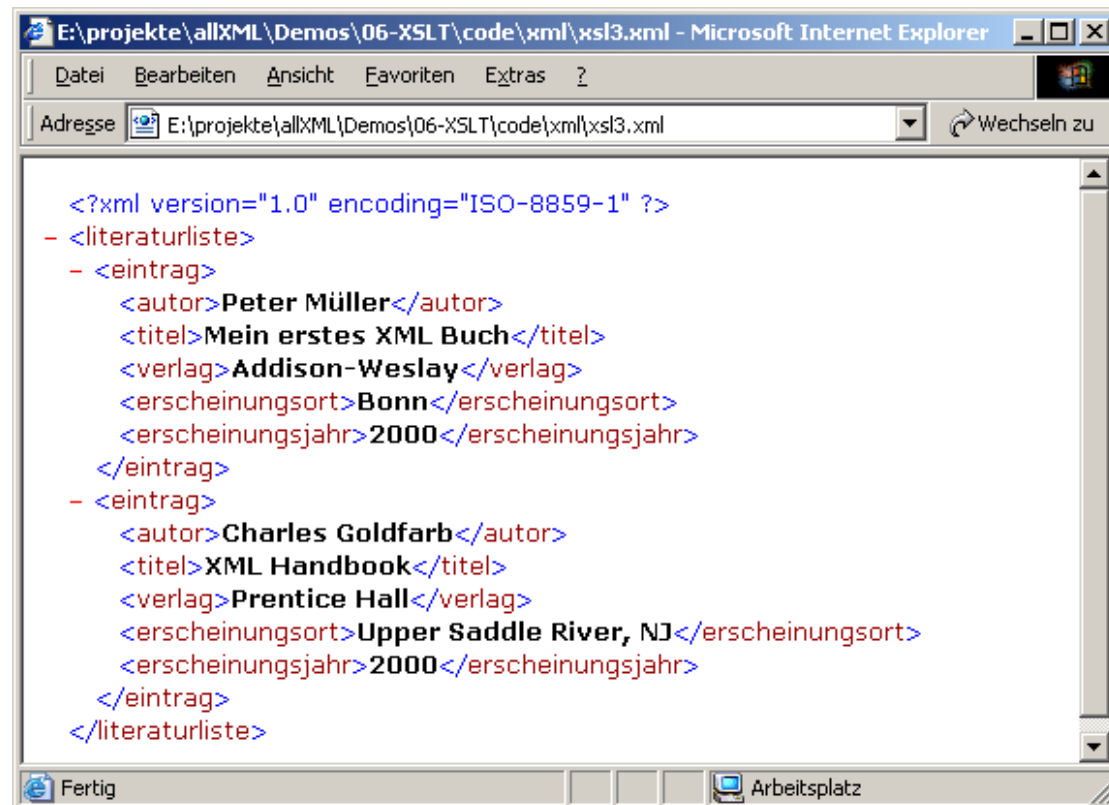 E:\projekte\allXML\Demos\06-XSLT\code\xml\xsl3.xml - Microsoft Internet Explorer
Datei Bearbeiten Ansicht Favoriten Extras ?
Adresse E:\projekte\allXML\Demos\06-XSLT\code\xml\xsl3.xml Wechseln zu
<?xml version="1.0" encoding="ISO-8859-1" ?>
- <literaturliste>
- <eintrag>
<autor>Peter Müller</autor>
<titel>Mein erstes XML Buch</titel>
<verlag>Addison-Weslay</verlag>
<erscheinungsort>Bonn</erscheinungsort>
<erscheinungsjahr>2000</erscheinungsjahr>
</eintrag>
- <eintrag>
<autor>Charles Goldfarb</autor>
<titel>XML Handbook</titel>
<verlag>Prentice Hall</verlag>
<erscheinungsort>Upper Saddle River, NJ</erscheinungsort>
<erscheinungsjahr>2000</erscheinungsjahr>
</eintrag>
</literaturliste>
Fertig Arbeitsplatz